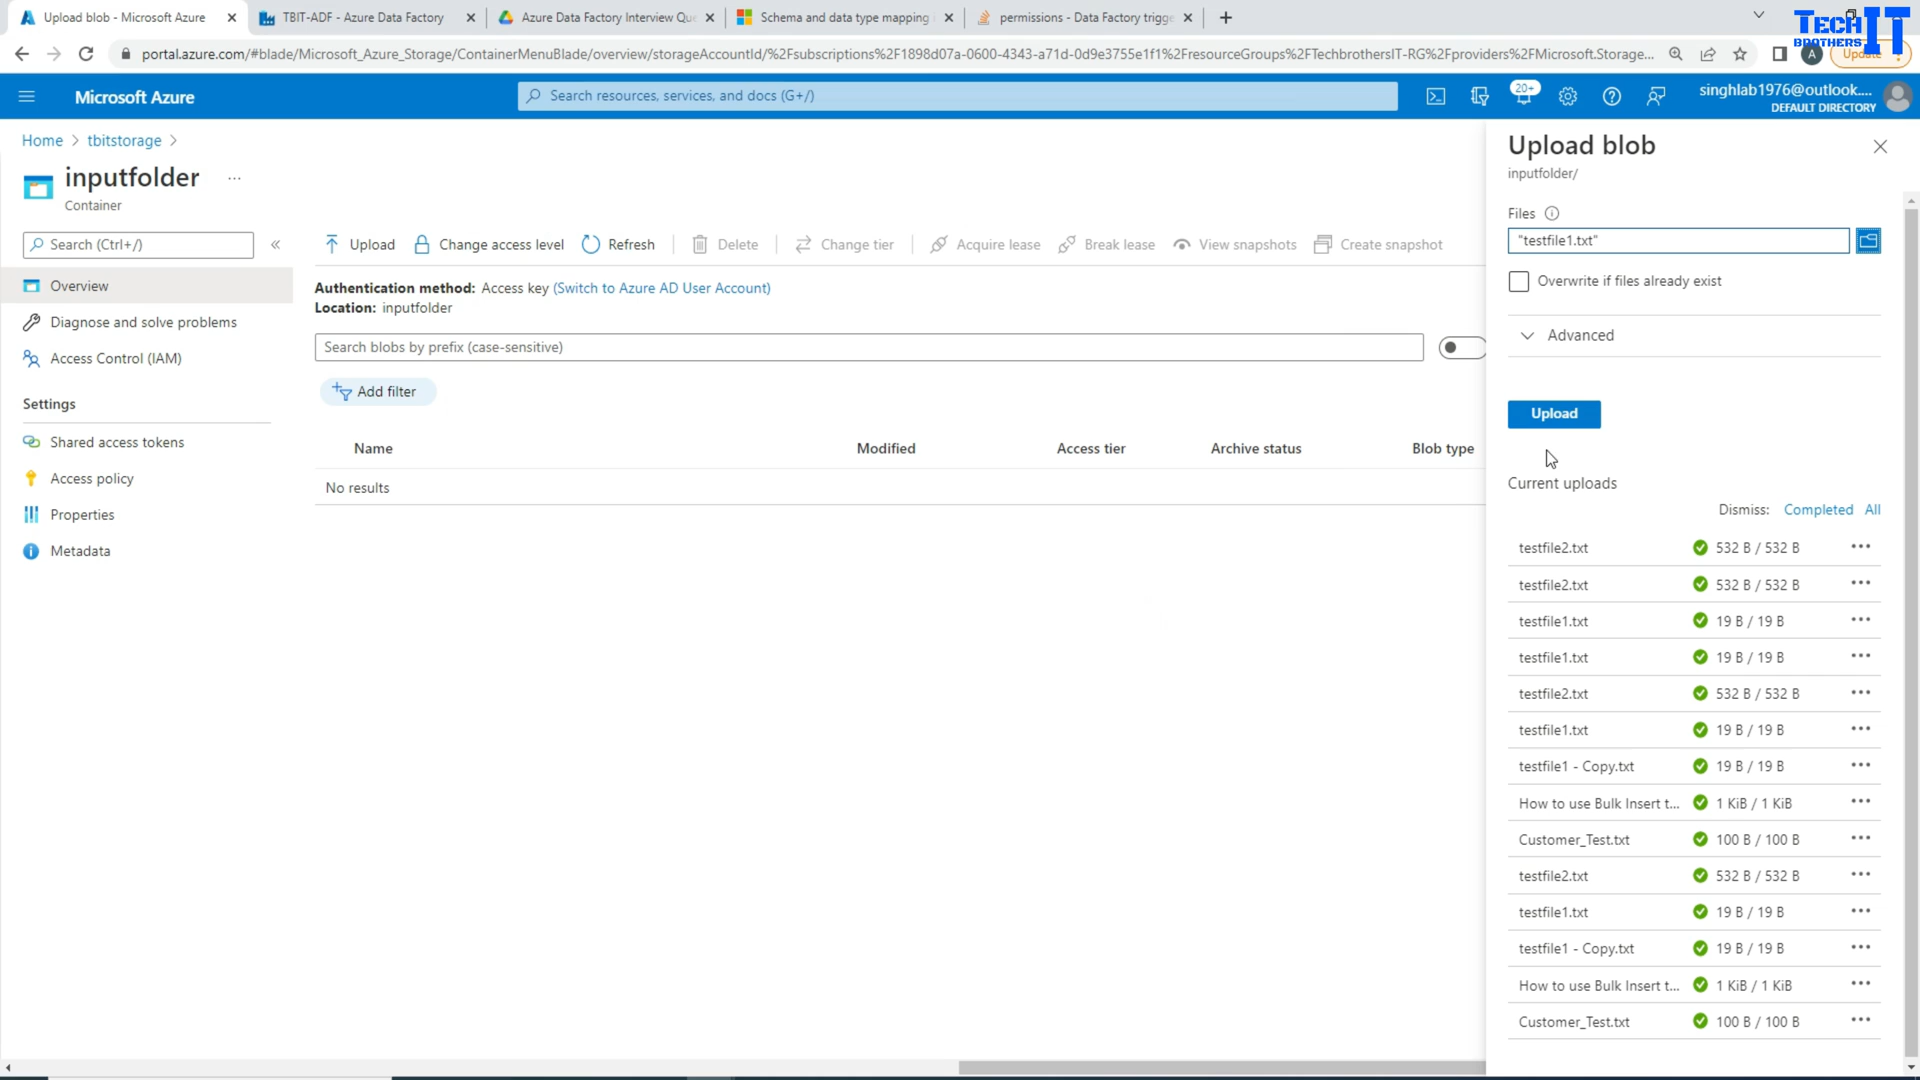 Upload blob - Microsoft Azure
TBIT-ADF - Azure Data Factory
Azure Data Factory Interview Que
Schema and data type mapping i
permissions - Data Factory trigge
TECH IT
BROTHERS
portal.azure.com/#blade/Microsoft_Azure_Storage/ContainerMenuBlade/overview/storageAccountId/%2Fsubscriptions%2F1898d07a-0600-4343-a71d-0d9e3755e1f1%2FresourceGroups%2FTechbrothersIT-RG%2Fproviders%2FMicrosoft.Storage...
A
Update
Microsoft Azure
Search resources, services, and docs (G+/)
20+
singhlab1976@outlook....
DEFAULT DIRECTORY
Home > tbitstorage >
inputfolder ...
Container
Search (Ctrl+/)
Overview
Diagnose and solve problems
Access Control (IAM)
Settings
Shared access tokens
Access policy
Properties
Metadata
Upload
Change access level
Refresh
Delete
Change tier
Acquire lease
Break lease
View snapshots
Create snapshot
Authentication method: Access key (Switch to Azure AD User Account)
Location: inputfolder
Search blobs by prefix (case-sensitive)
Add filter
Name Modified Access tier Archive status Blob type
No results
Upload blob
inputfolder/
Files
"testfile1.txt"
Overwrite if files already exist
Advanced
Upload
Current uploads
Dismiss: Completed All
testfile2.txt 532 B / 532 B
testfile2.txt 532 B / 532 B
testfile1.txt 19 B / 19 B
testfile1.txt 19 B / 19 B
testfile2.txt 532 B / 532 B
testfile1.txt 19 B / 19 B
testfile1 - Copy.txt 19 B / 19 B
How to use Bulk Insert t... 1 KiB / 1 KiB
Customer_Test.txt 100 B / 100 B
testfile2.txt 532 B / 532 B
testfile1.txt 19 B / 19 B
testfile1 - Copy.txt 19 B / 19 B
How to use Bulk Insert t... 1 KiB / 1 KiB
Customer_Test.txt 100 B / 100 B